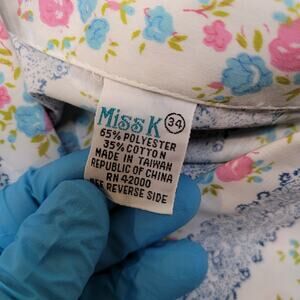 Miss K 34
65% POLYESTER
35% COTTON
MADE IN TAIWAN
REPUBLIC OF CHINA
RN 42000
SEE REVERSE SIDE